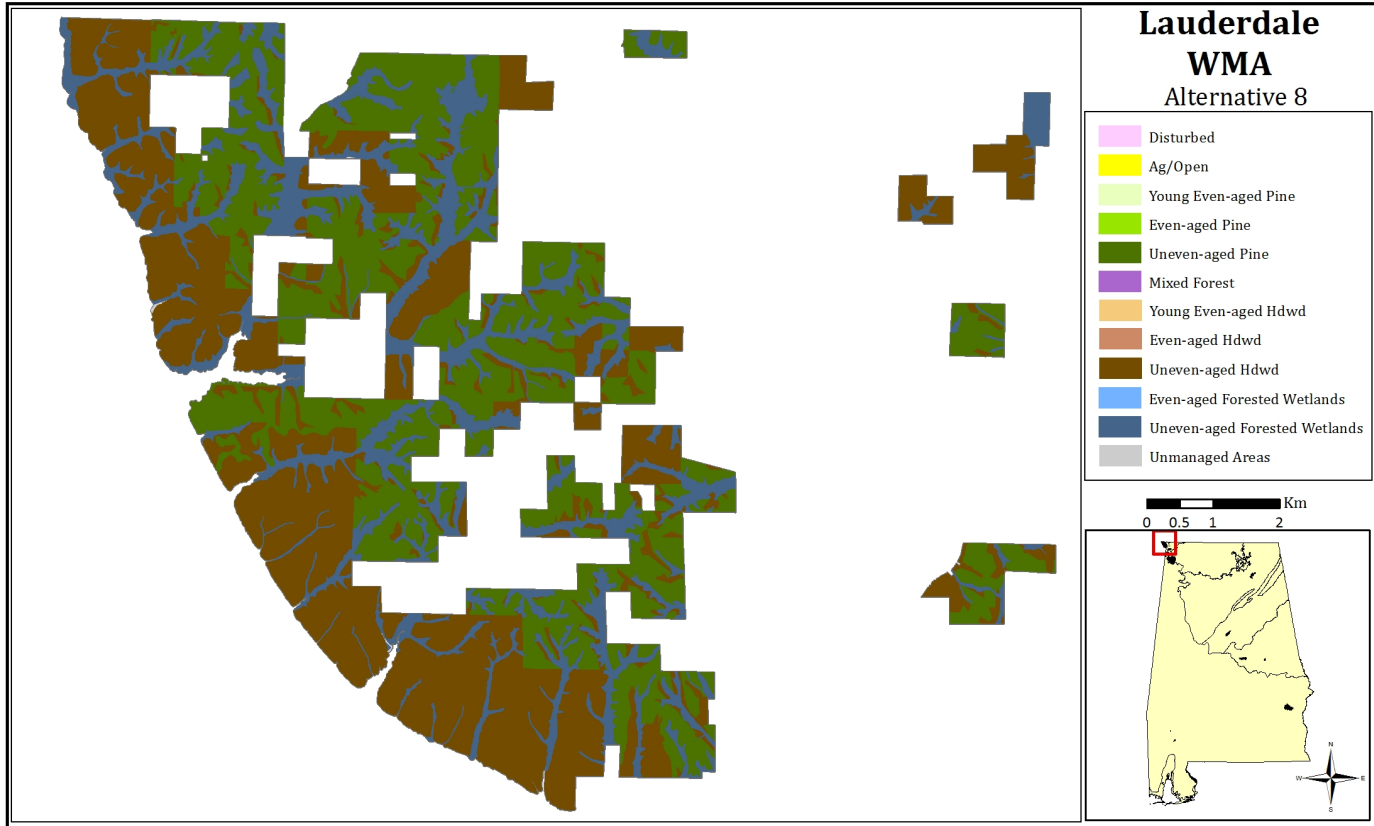 Lauderdale
WMA
Alternative 8
Disturbed
Ag/Open
Young Even-aged Pine
Even-aged Pine
Uneven-aged Pine
Mixed Forest
Young Even-aged Hdwd
Even-aged Hdwd
Uneven-aged Hdwd
Even-aged Forested Wetlands
Uneven-aged Forested Wetlands
Unmanaged Areas
Km
0 0.5 1 2
N
W E
S